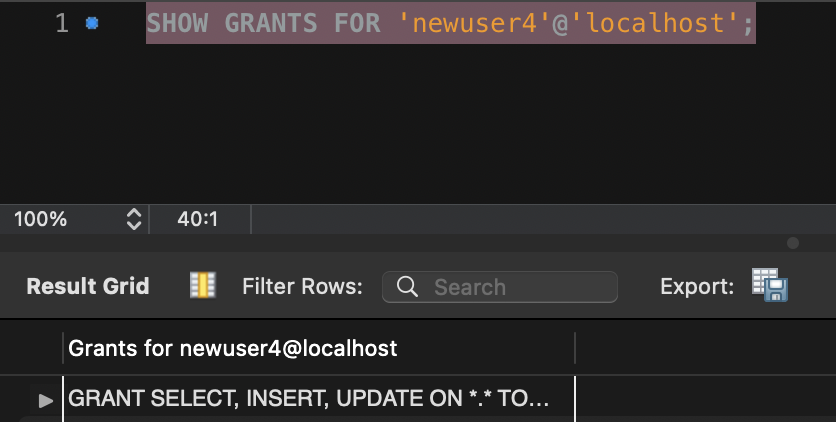 1 SHOW GRANTS FOR 'newuser4'@'localhost';
100% 40:1
Result Grid Filter Rows: Search Export:
Grants for newuser4@localhost
GRANT SELECT, INSERT, UPDATE ON *.* TO...